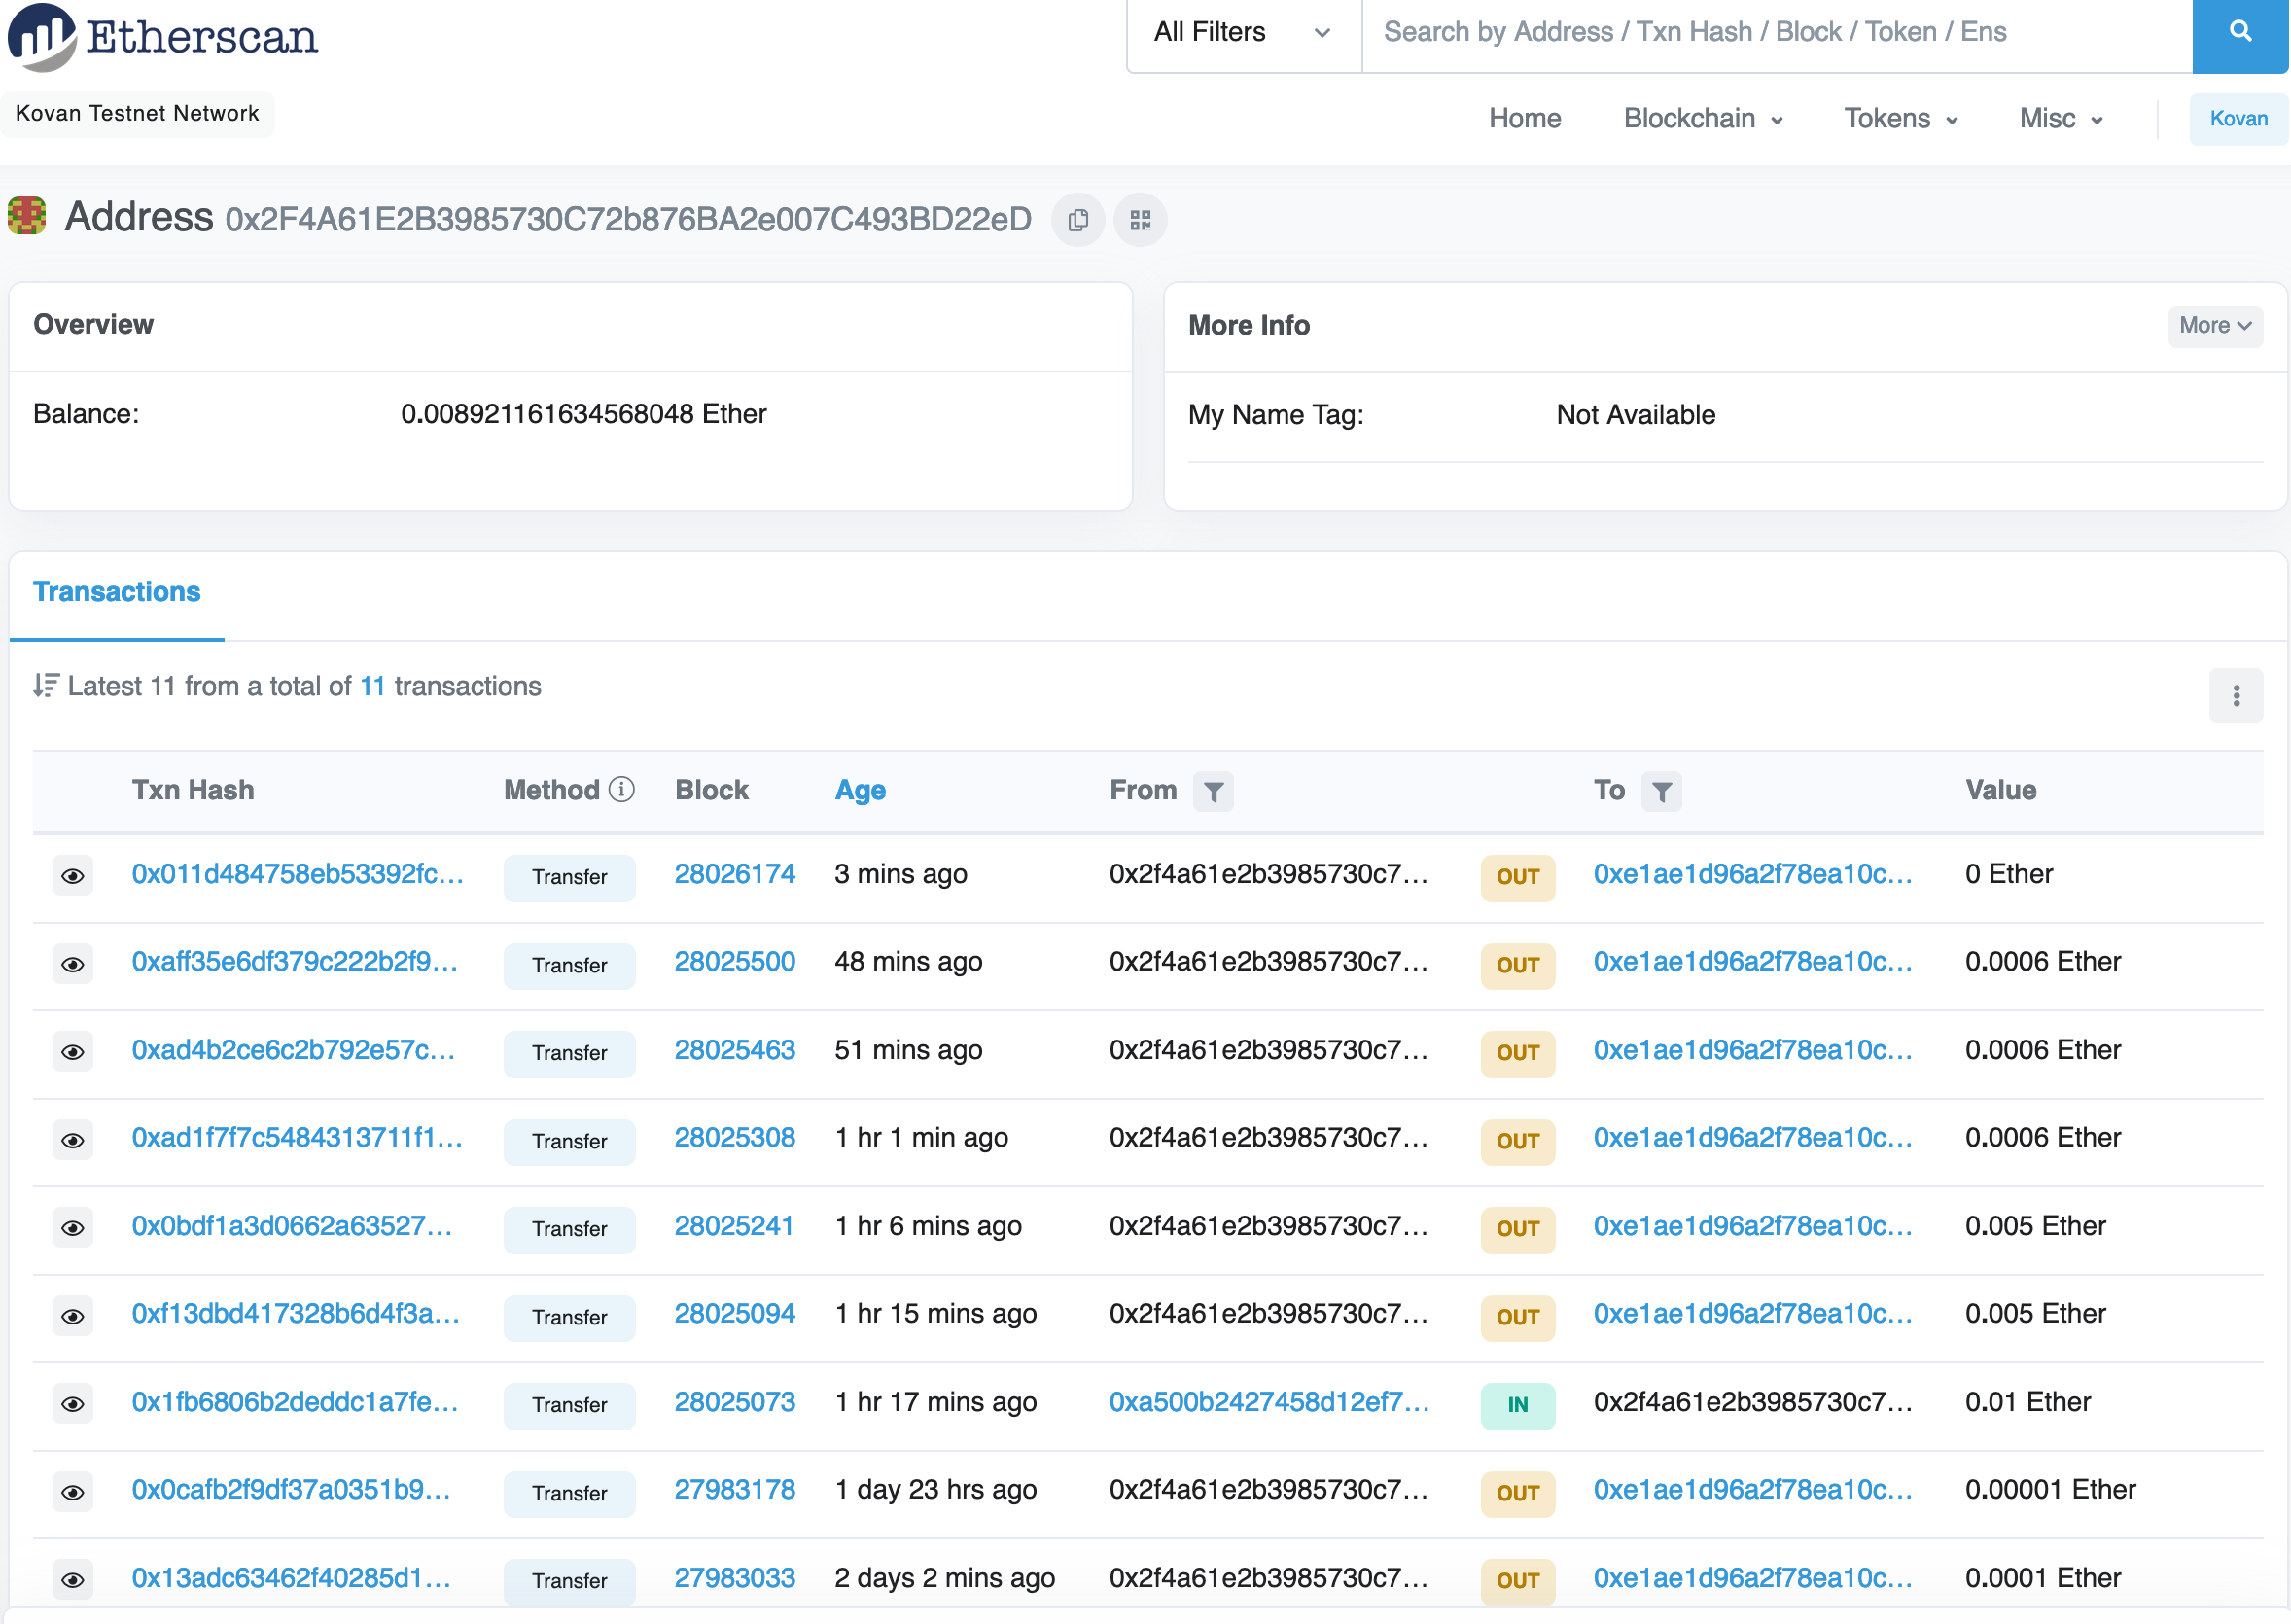 Etherscan
All Filters
Search by Address / Txn Hash / Block / Token / Ens
Kovan Testnet Network
Home Blockchain Tokens Misc Kovan
Address 0x2F4A61E2B3985730C72b876BA2e007C493BD22eD
Overview
Balance: 0.008921161634568048 Ether
More Info More
My Name Tag: Not Available
Transactions
Latest 11 from a total of 11 transactions
Txn Hash Method Block Age From To Value
0x011d484758eb53392fc... Transfer 28026174 3 mins ago 0x2f4a61e2b3985730c7... OUT 0xe1ae1d96a2f78ea10c... 0 Ether
0xaff35e6df379c222b2f9... Transfer 28025500 48 mins ago 0x2f4a61e2b3985730c7... OUT 0xe1ae1d96a2f78ea10c... 0.0006 Ether
0xad4b2ce6c2b792e57c... Transfer 28025463 51 mins ago 0x2f4a61e2b3985730c7... OUT 0xe1ae1d96a2f78ea10c... 0.0006 Ether
0xad1f7f7c5484313711f1... Transfer 28025308 1 hr 1 min ago 0x2f4a61e2b3985730c7... OUT 0xe1ae1d96a2f78ea10c... 0.0006 Ether
0x0bdf1a3d0662a63527... Transfer 28025241 1 hr 6 mins ago 0x2f4a61e2b3985730c7... OUT 0xe1ae1d96a2f78ea10c... 0.005 Ether
0xf13dbd417328b6d4f3a... Transfer 28025094 1 hr 15 mins ago 0x2f4a61e2b3985730c7... OUT 0xe1ae1d96a2f78ea10c... 0.005 Ether
0x1fb6806b2deddc1a7fe... Transfer 28025073 1 hr 17 mins ago 0xa500b2427458d12ef7... IN 0x2f4a61e2b3985730c7... 0.01 Ether
0x0cafb2f9df37a0351b9... Transfer 27983178 1 day 23 hrs ago 0x2f4a61e2b3985730c7... OUT 0xe1ae1d96a2f78ea10c... 0.00001 Ether
0x13adc63462f40285d1... Transfer 27983033 2 days 2 mins ago 0x2f4a61e2b3985730c7... OUT 0xe1ae1d96a2f78ea10c... 0.0001 Ether